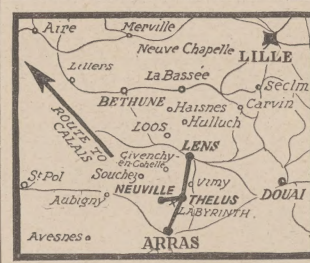 Aire
Merville
Neuve Chapelle
LILLE
Lillers
La Bassée
Seclin
BETHUNE
Haisnes
Carvin
Hulluch
LOOS
ROUTE TO
CALAIS
LENS
Givenchy-
en-Gohelle
Souchez
Vimy
St Pol
NEUVILLE
THELUS
DOUAI
Aubigny
LABYRINTH
Avesnes
ARRAS